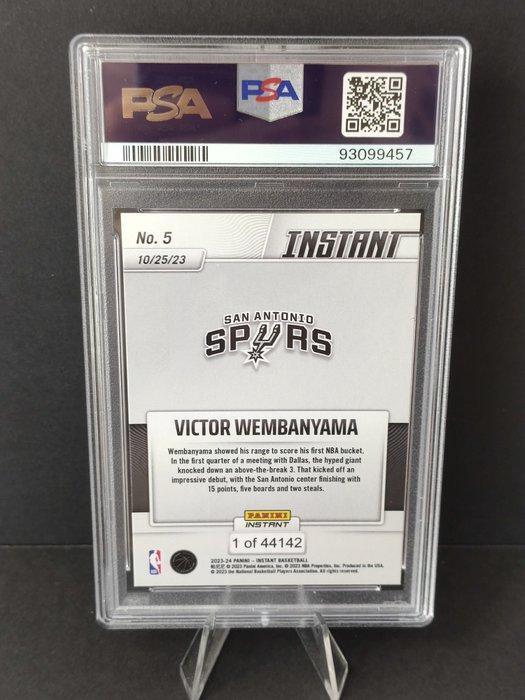 PSA
PSA
93099457
No. 5
INSTANT
10/25/23
SAN ANTONIO
SPURS
VICTOR WEMBANYAMA
Wembanyama showed his range to score his first NBA bucket.
In the first quarter of a meeting with Dallas, the hyped giant
knocked down an above-the-break 3. That kicked off an
impressive debut, with the San Antonio center finishing with
15 points, five boards and two steals.
PANINI
INSTANT
1 of 44142
2023-24 PANINI – INSTANT BASKETBALL
© 2023 Panini America, Inc. © 2023 NBA Properties, Inc. Produced in the USA.
© 2023 the National Basketball Players Association. All rights reserved.